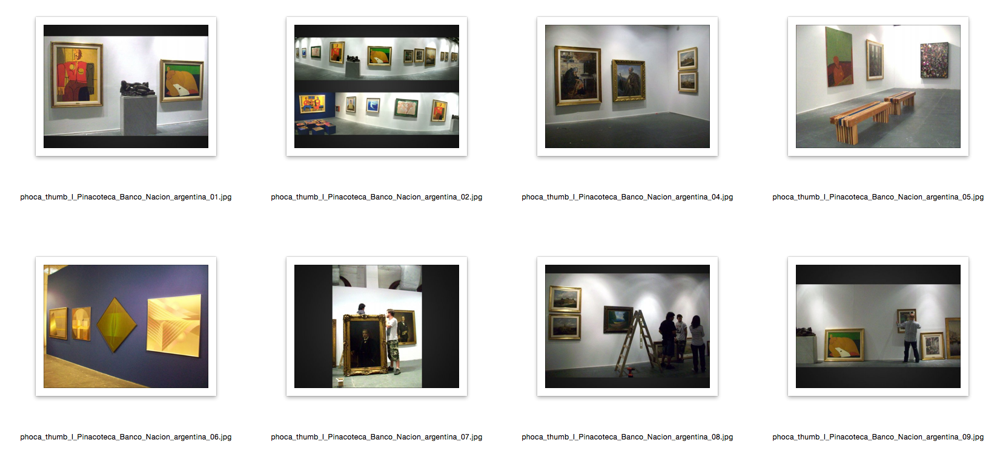 phoca_thumb_l_Pinacoteca_Banco_Nacion_argentina_01.jpg
phoca_thumb_l_Pinacoteca_Banco_Nacion_argentina_02.jpg
phoca_thumb_l_Pinacoteca_Banco_Nacion_argentina_04.jpg
phoca_thumb_l_Pinacoteca_Banco_Nacion_argentina_05.jpg
phoca_thumb_l_Pinacoteca_Banco_Nacion_argentina_06.jpg
phoca_thumb_l_Pinacoteca_Banco_Nacion_argentina_07.jpg
phoca_thumb_l_Pinacoteca_Banco_Nacion_argentina_08.jpg
phoca_thumb_l_Pinacoteca_Banco_Nacion_argentina_09.jpg